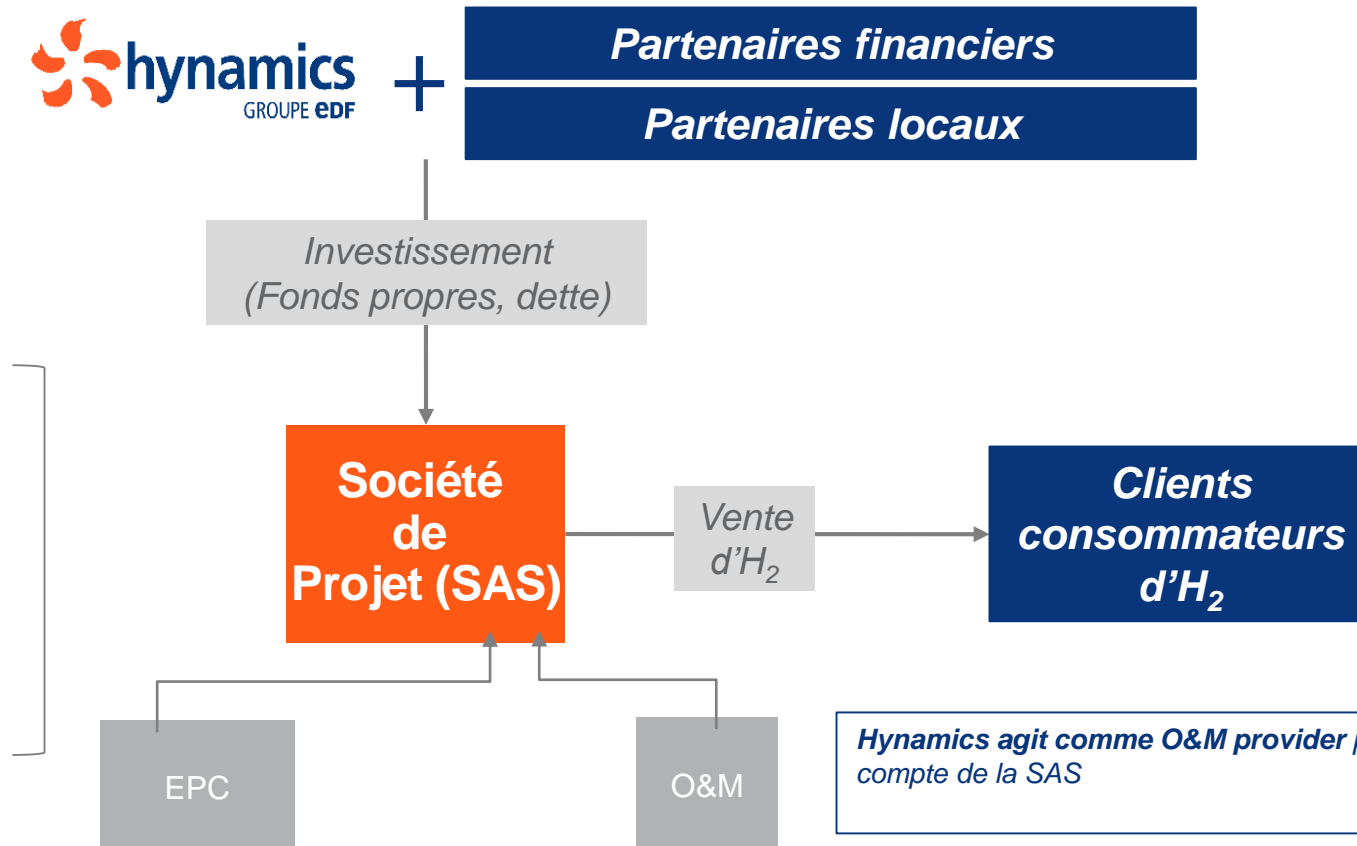 hynamics
GROUPE eDF
+
Partenaires financiers
Partenaires locaux
Investissement
(Fonds propres, dette)
Société
de
Projet (SAS)
Vente
d’H₂
Clients
consommateurs
d’H₂
EPC
O&M
Hynamics agit comme O&M provider
compte de la SAS